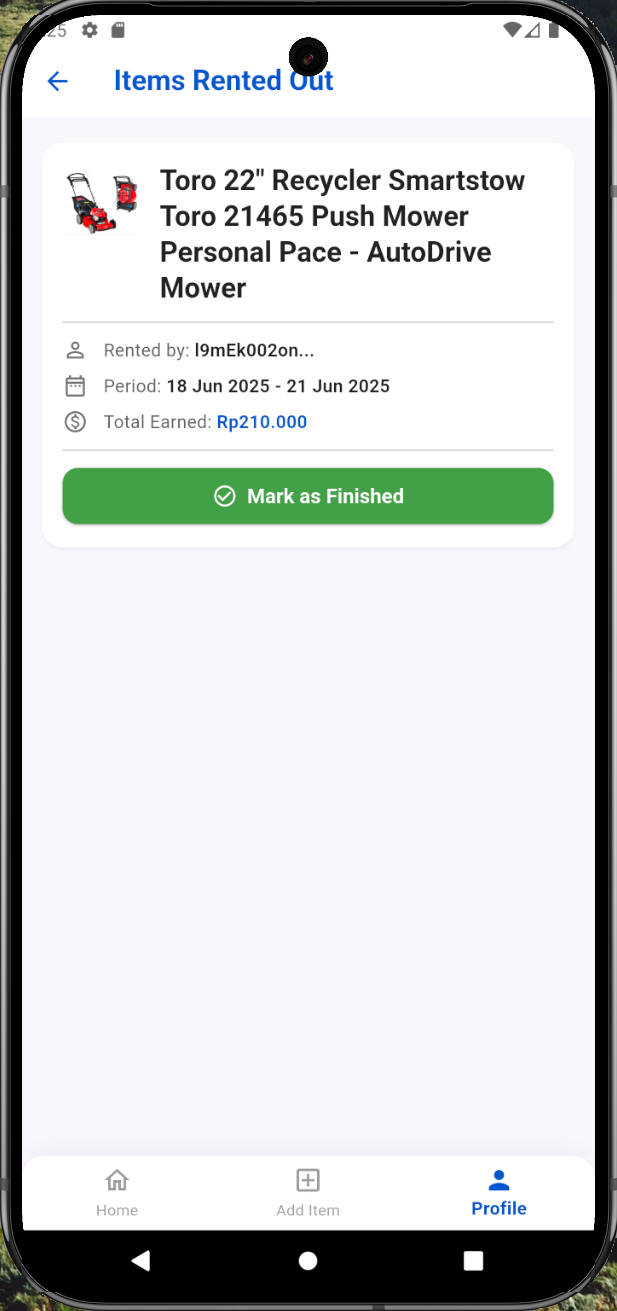 25
Items Rented Out
Toro 22" Recycler Smartstow
Toro 21465 Push Mower
Personal Pace - AutoDrive
Mower
Rented by: l9mEk002on...
Period: 18 Jun 2025 - 21 Jun 2025
Total Earned: Rp210.000
Mark as Finished
Home
Add Item
Profile